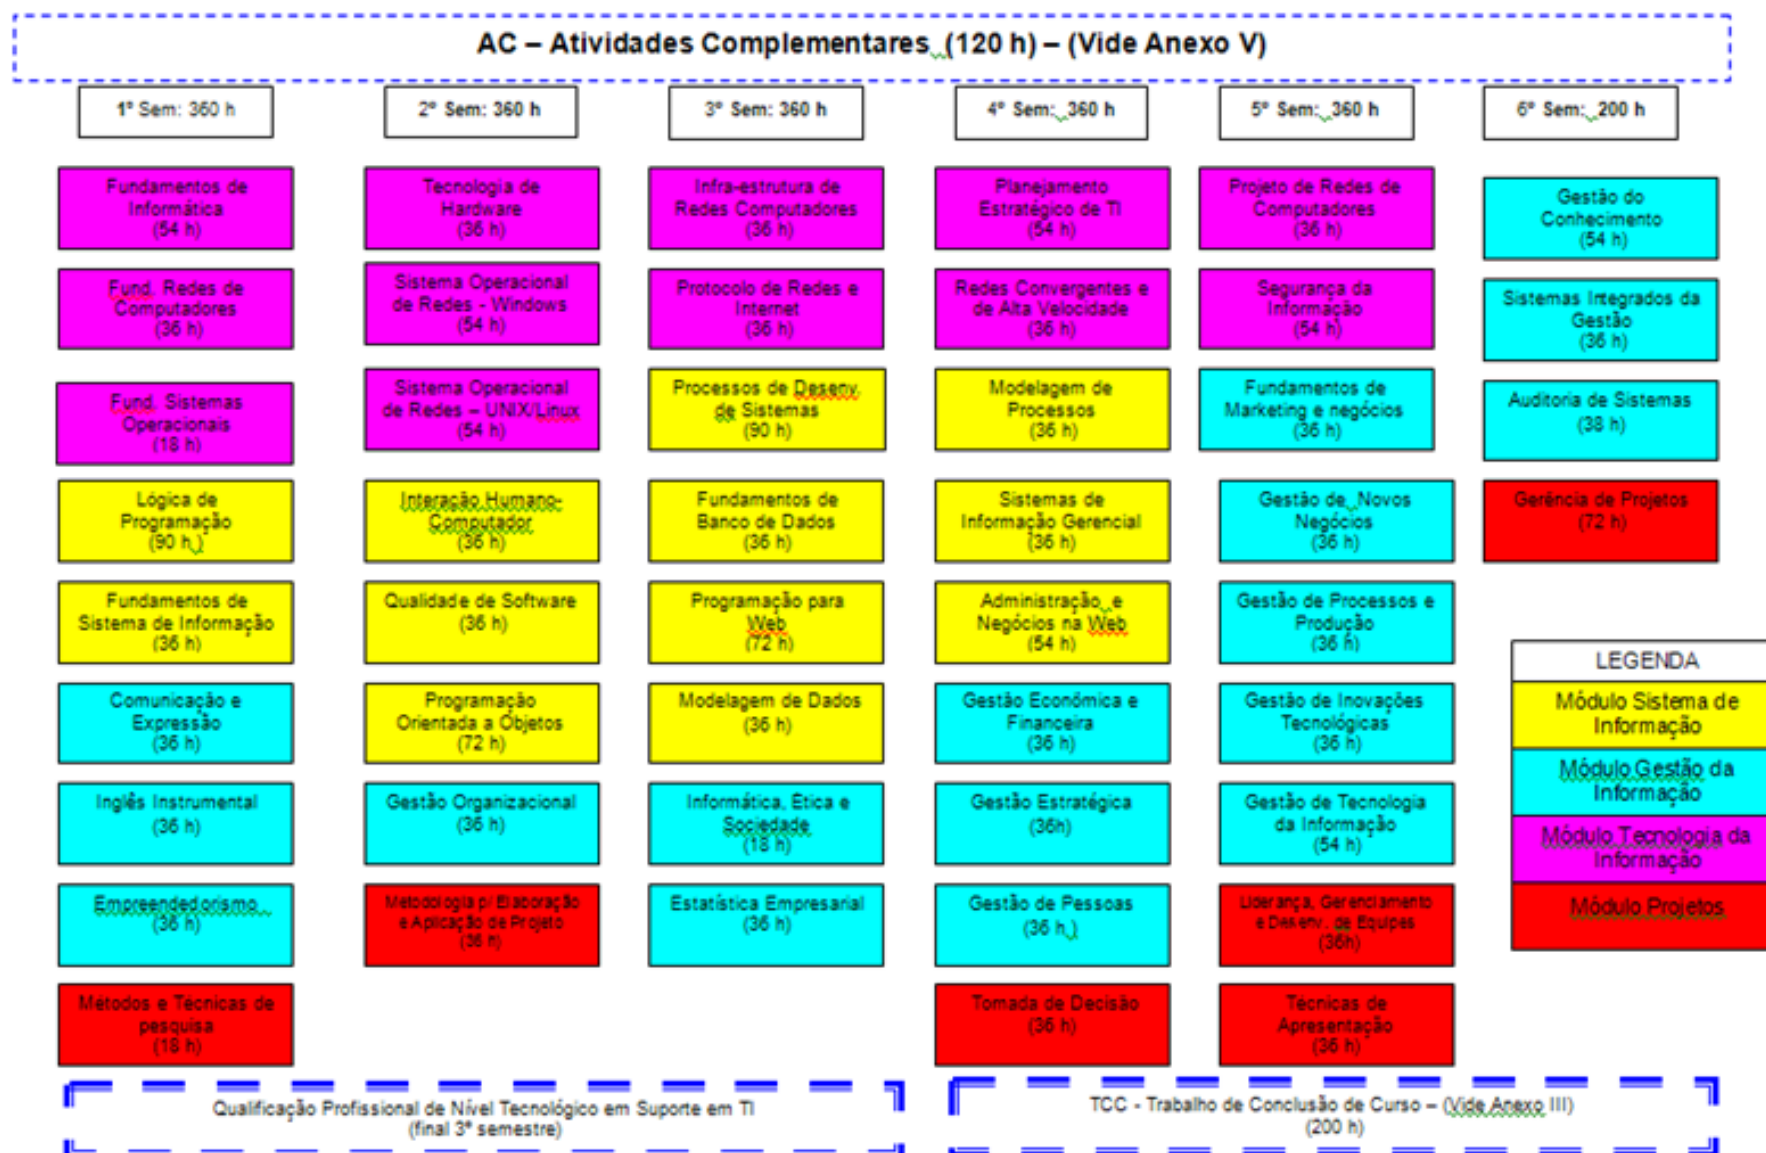 AC – Atividades Complementares (120 h) – (Vide Anexo V)
1º Sem: 360 h
2º Sem: 360 h
3º Sem: 360 h
4º Sem: 360 h
5º Sem: 360 h
6º Sem: 200 h
Fundamentos de
Informática
(54 h)
Fund. Redes de
Computadores
(36 h)
Fund. Sistemas
Operacionais
(18 h)
Lógica de
Programação
(90 h )
Fundamentos de
Sistema de Informação
(36 h)
Comunicação e
Expressão
(36 h)
Inglês Instrumental
(36 h)
Empreendedorismo
(36 h)
Métodos e Técnicas de
pesquisa
(18 h)
Tecnologia de
Hardware
(36 h)
Sistema Operacional
de Redes - Windows
(54 h)
Sistema Operacional
de Redes – UNIX/Linux
(54 h)
Interação Humano-
Computador
(36 h)
Qualidade de Software
(36 h)
Programação
Orientada a Objetos
(72 h)
Gestão Organizacional
(36 h)
Metodologia p/ Elaboração
e Aplicação de Projeto
(36 h)
Infra-estrutura de
Redes Computadores
(36 h)
Protocolo de Redes e
Internet
(36 h)
Processos de Desenv.
de Sistemas
(90 h)
Fundamentos de
Banco de Dados
(36 h)
Programação para
Web
(72 h)
Modelagem de Dados
(36 h)
Informática, Ética e
Sociedade
(18 h)
Estatística Empresarial
(36 h)
Planejamento
Estratégico de TI
(54 h)
Redes Convergentes e
de Alta Velocidade
(36 h)
Modelagem de
Processos
(36 h)
Sistemas de
Informação Gerencial
(36 h)
Administração e
Negócios na Web
(54 h)
Gestão Económica e
Financeira
(36 h)
Gestão Estratégica
(36h)
Gestão de Pessoas
(36 h )
Tomada de Decisão
(36 h)
Projeto de Redes de
Computadores
(36 h)
Segurança da
Informação
(54 h)
Fundamentos de
Marketing e negócios
(36 h)
Gestão de Novos
Negócios
(36 h)
Gestão de Processos e
Produção
(36 h)
Gestão de Inovações
Tecnológicas
(36 h)
Gestão de Tecnologia
da Informação
(54 h)
Liderança, Gerenciamento
e Desenv. de Equipes
(36h)
Técnicas de
Apresentação
(36 h)
Gestão do
Conhecimento
(54 h)
Sistemas Integrados da
Gestão
(36 h)
Auditoria de Sistemas
(38 h)
Gerência de Projetos
(72 h)
LEGENDA
Módulo Sistema de
Informação
Módulo Gestão da
Informação
Módulo Tecnologia da
Informação
Módulo Projetos
Qualificação Profissional de Nível Tecnológico em Suporte em TI
(final 3º semestre)
TCC - Trabalho de Conclusão de Curso – (Vide Anexo III)
(200 h)